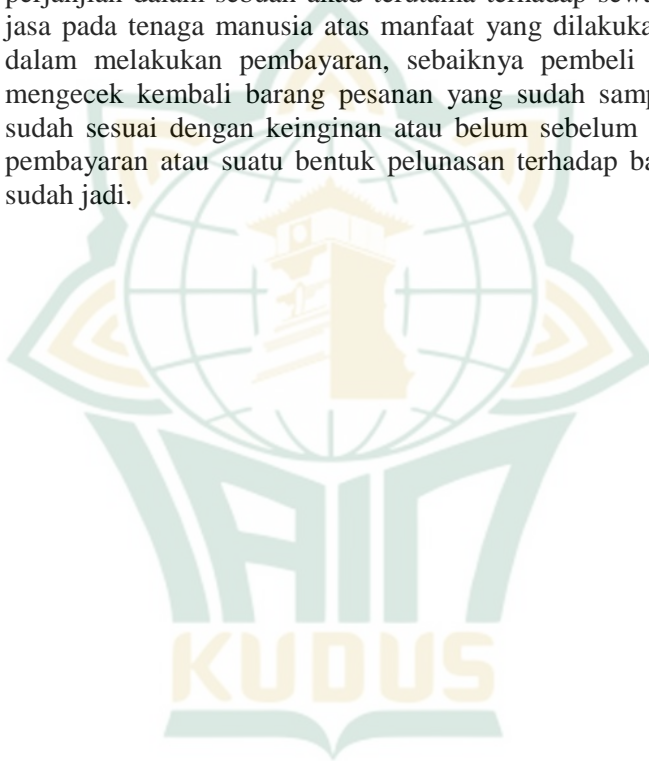 perjanjian dalam sebuah akad terutama terhadap sewa
jasa pada tenaga manusia atas manfaat yang dilakuka
dalam melakukan pembayaran, sebaiknya pembeli
mengecek kembali barang pesanan yang sudah samp
sudah sesuai dengan keinginan atau belum sebelum
pembayaran atau suatu bentuk pelunasan terhadap ba
sudah jadi.
IAIN
KUDUS